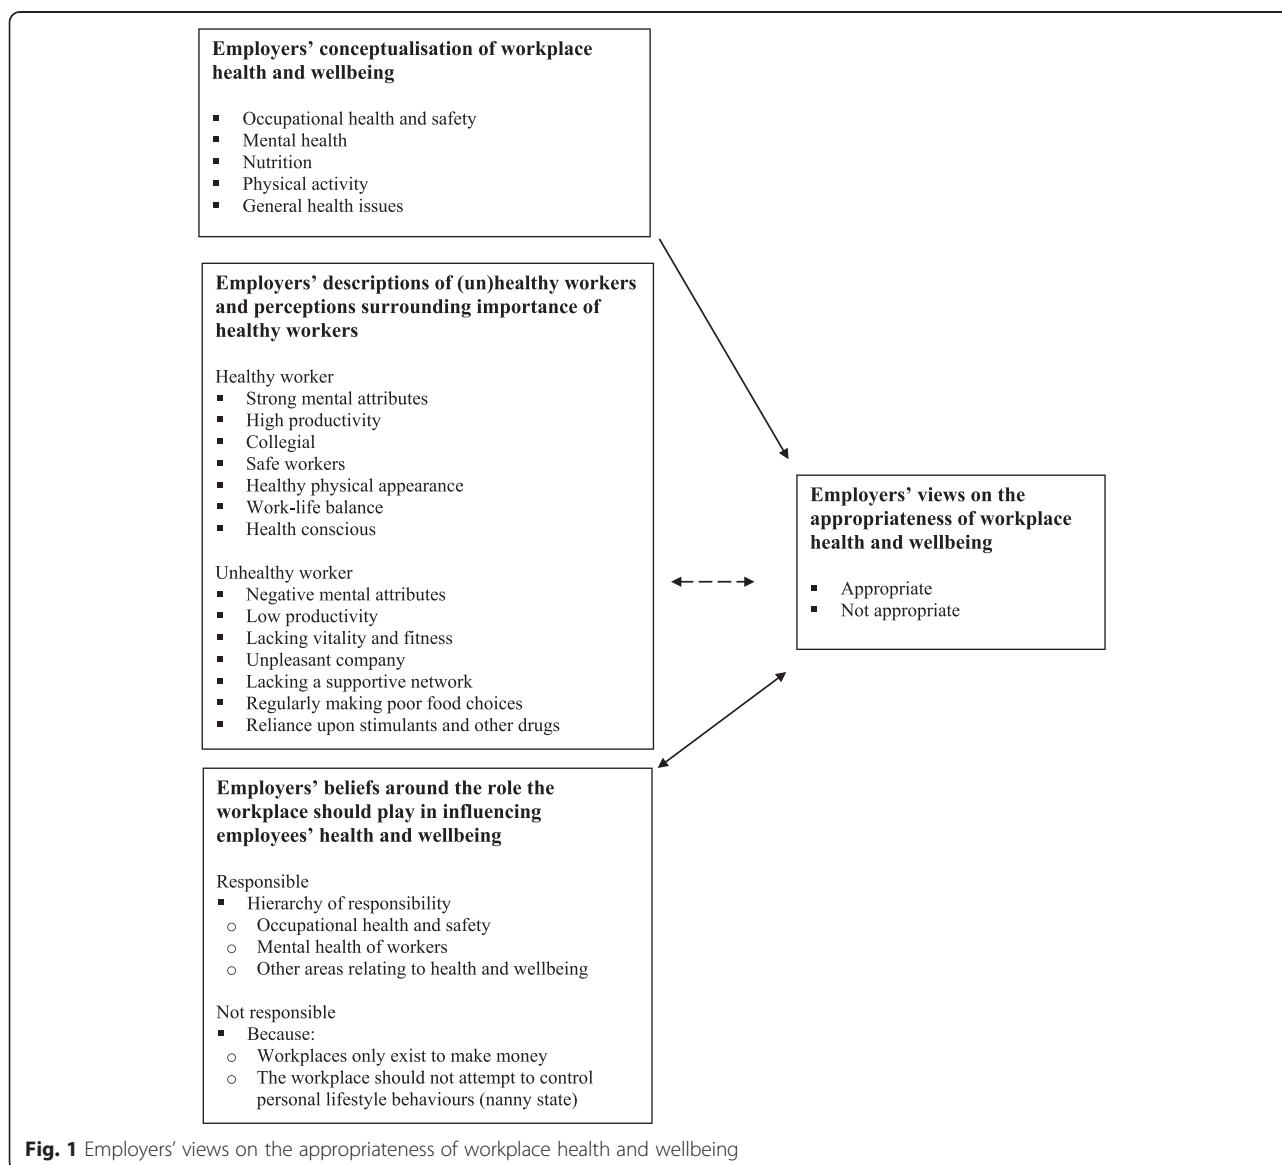 Employers’ conceptualisation of workplace
health and wellbeing
▪ Occupational health and safety
▪ Mental health
▪ Nutrition
▪ Physical activity
▪ General health issues
Employers’ descriptions of (un)healthy workers
and perceptions surrounding importance of
healthy workers
Healthy worker
▪ Strong mental attributes
▪ High productivity
▪ Collegial
▪ Safe workers
▪ Healthy physical appearance
▪ Work-life balance
▪ Health conscious
Unhealthy worker
▪ Negative mental attributes
▪ Low productivity
▪ Lacking vitality and fitness
▪ Unpleasant company
▪ Lacking a supportive network
▪ Regularly making poor food choices
▪ Reliance upon stimulants and other drugs
Employers’ beliefs around the role the
workplace should play in influencing
employees’ health and wellbeing
Responsible
▪ Hierarchy of responsibility
o Occupational health and safety
o Mental health of workers
o Other areas relating to health and wellbeing
Not responsible
▪ Because:
o Workplaces only exist to make money
o The workplace should not attempt to control
personal lifestyle behaviours (nanny state)
Employers’ views on the
appropriateness of workplace
health and wellbeing
▪ Appropriate
▪ Not appropriate
Fig. 1 Employers’ views on the appropriateness of workplace health and wellbeing